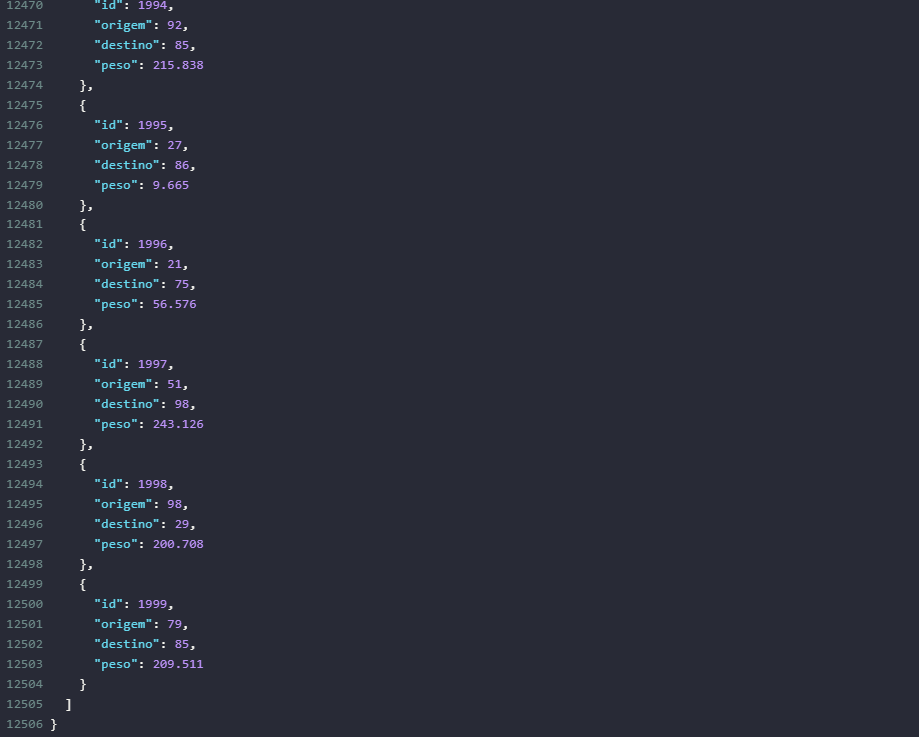 12470 "id": 1994,
12471 "origem": 92,
12472 "destino": 85,
12473 "peso": 215.838
12474 },
12475 {
12476 "id": 1995,
12477 "origem": 27,
12478 "destino": 86,
12479 "peso": 9.665
12480 },
12481 {
12482 "id": 1996,
12483 "origem": 21,
12484 "destino": 75,
12485 "peso": 56.576
12486 },
12487 {
12488 "id": 1997,
12489 "origem": 51,
12490 "destino": 98,
12491 "peso": 243.126
12492 },
12493 {
12494 "id": 1998,
12495 "origem": 98,
12496 "destino": 29,
12497 "peso": 200.708
12498 },
12499 {
12500 "id": 1999,
12501 "origem": 79,
12502 "destino": 85,
12503 "peso": 209.511
12504 }
12505 ]
12506 }